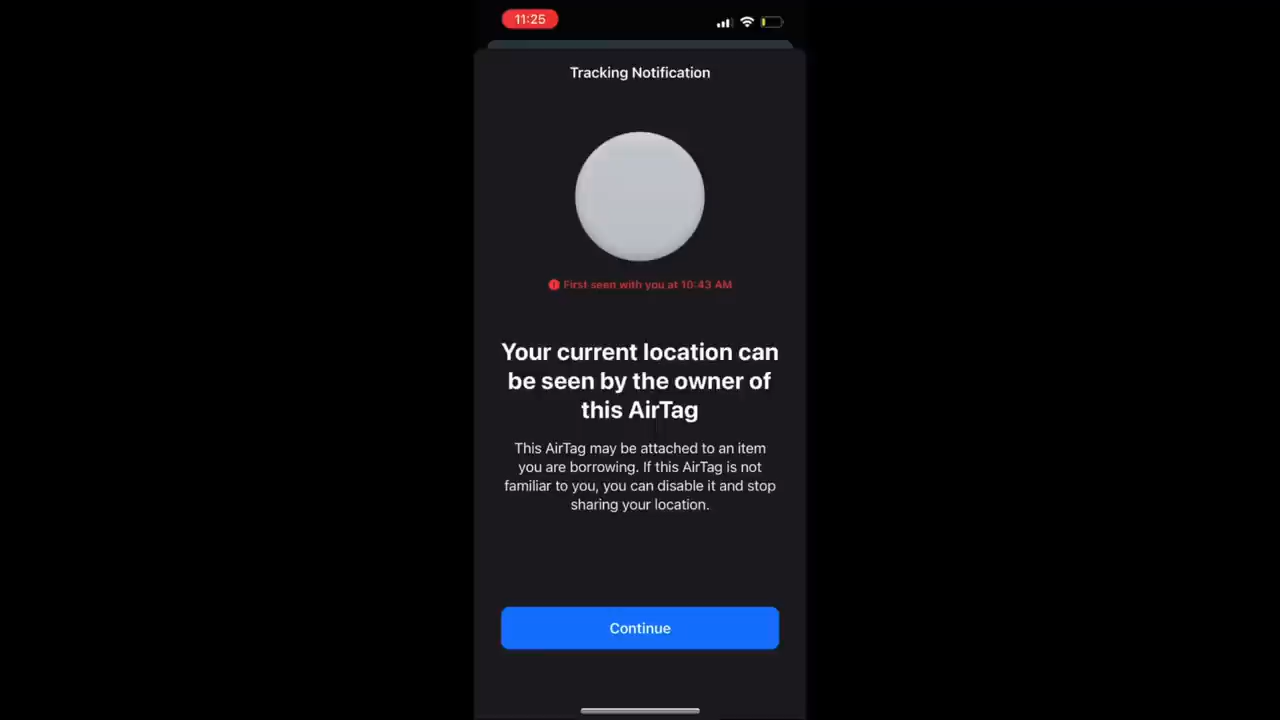 11:25
Tracking Notification
First seen with you at 10:43 AM
Your current location can
be seen by the owner of
this AirTag
This AirTag may be attached to an item
you are borrowing. If this AirTag is not
familiar to you, you can disable it and stop
sharing your location.
Continue